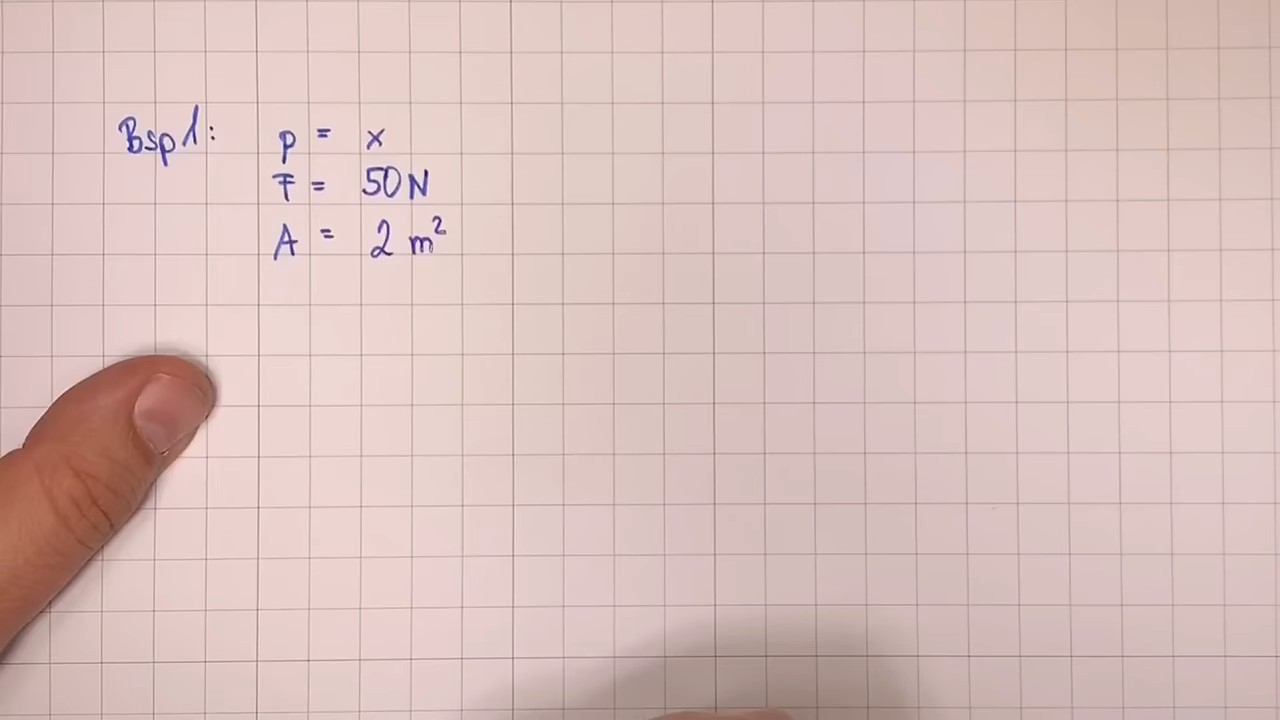 Bsp 1: p = x
F = 50 N
A = 2 m²